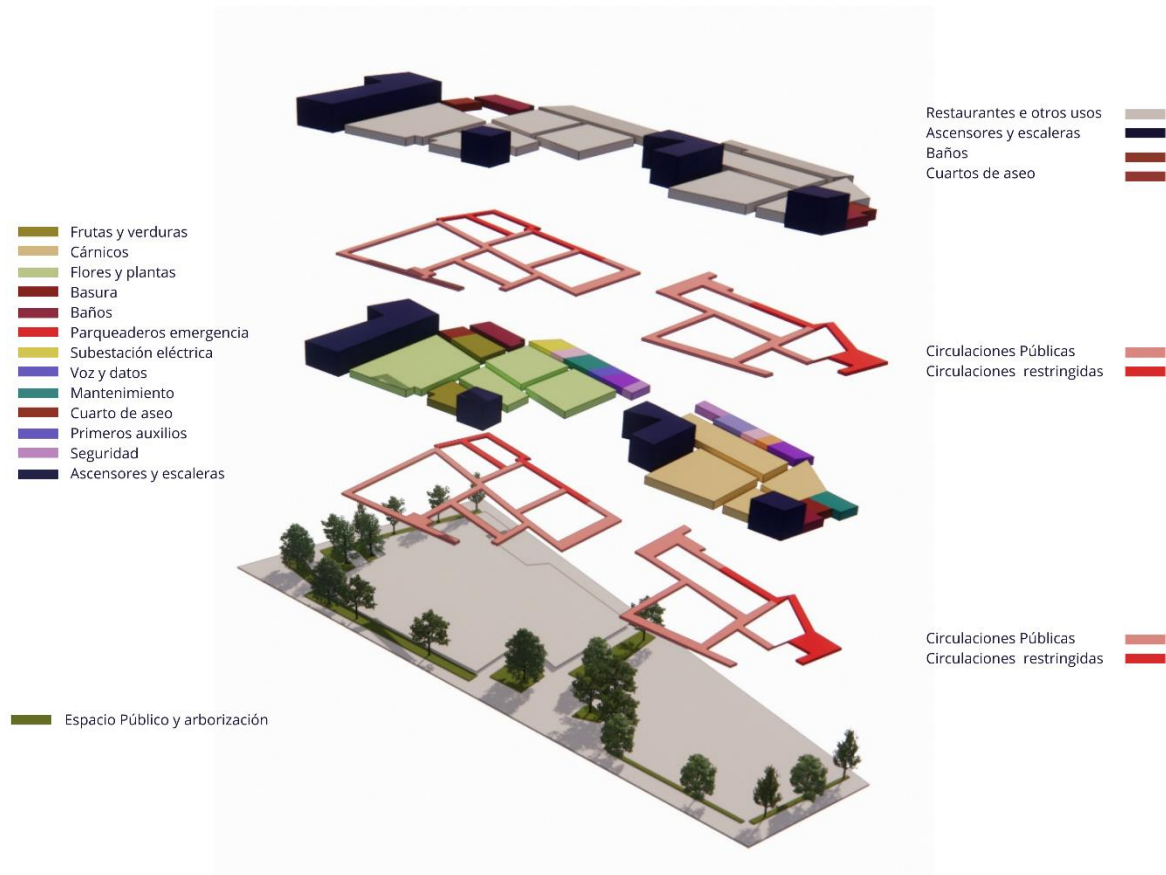 Restaurantes e otros usos
Ascensores y escaleras
Baños
Cuartos de aseo
Frutas y verduras
Cárnicos
Flores y plantas
Basura
Baños
Parqueaderos emergencia
Subestación eléctrica
Voz y datos
Mantenimiento
Cuarto de aseo
Primeros auxilios
Seguridad
Ascensores y escaleras
Circulaciones Públicas
Circulaciones restringidas
Circulaciones Públicas
Circulaciones restringidas
Espacio Público y arborización